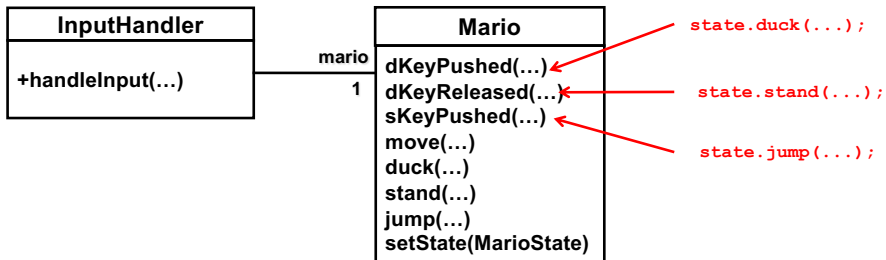 InputHandler
+handleInput(…)
mario
1
Mario
dKeyPushed(…)
dKeyReleased(…)
sKeyPushed(…)
move(…)
duck(…)
stand(…)
jump(…)
setState(MarioState)
state.duck(...);
state.stand(...);
state.jump(...);